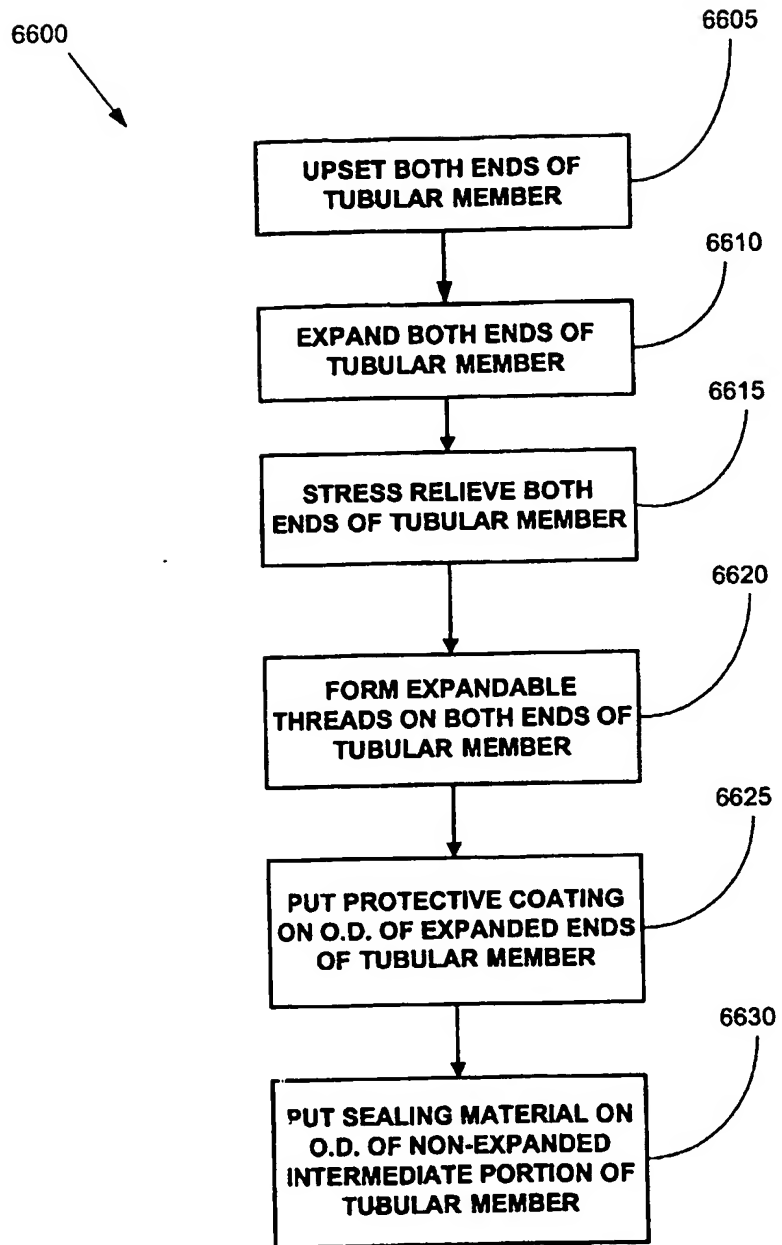 6600
6605
UPSET BOTH ENDS OF
TUBULAR MEMBER
6610
EXPAND BOTH ENDS OF
TUBULAR MEMBER
6615
STRESS RELIEVE BOTH
ENDS OF TUBULAR MEMBER
6620
FORM EXPANDABLE
THREADS ON BOTH ENDS OF
TUBULAR MEMBER
6625
PUT PROTECTIVE COATING
ON O.D. OF EXPANDED ENDS
OF TUBULAR MEMBER
6630
PUT SEALING MATERIAL ON
O.D. OF NON-EXPANDED
INTERMEDIATE PORTION OF
TUBULAR MEMBER